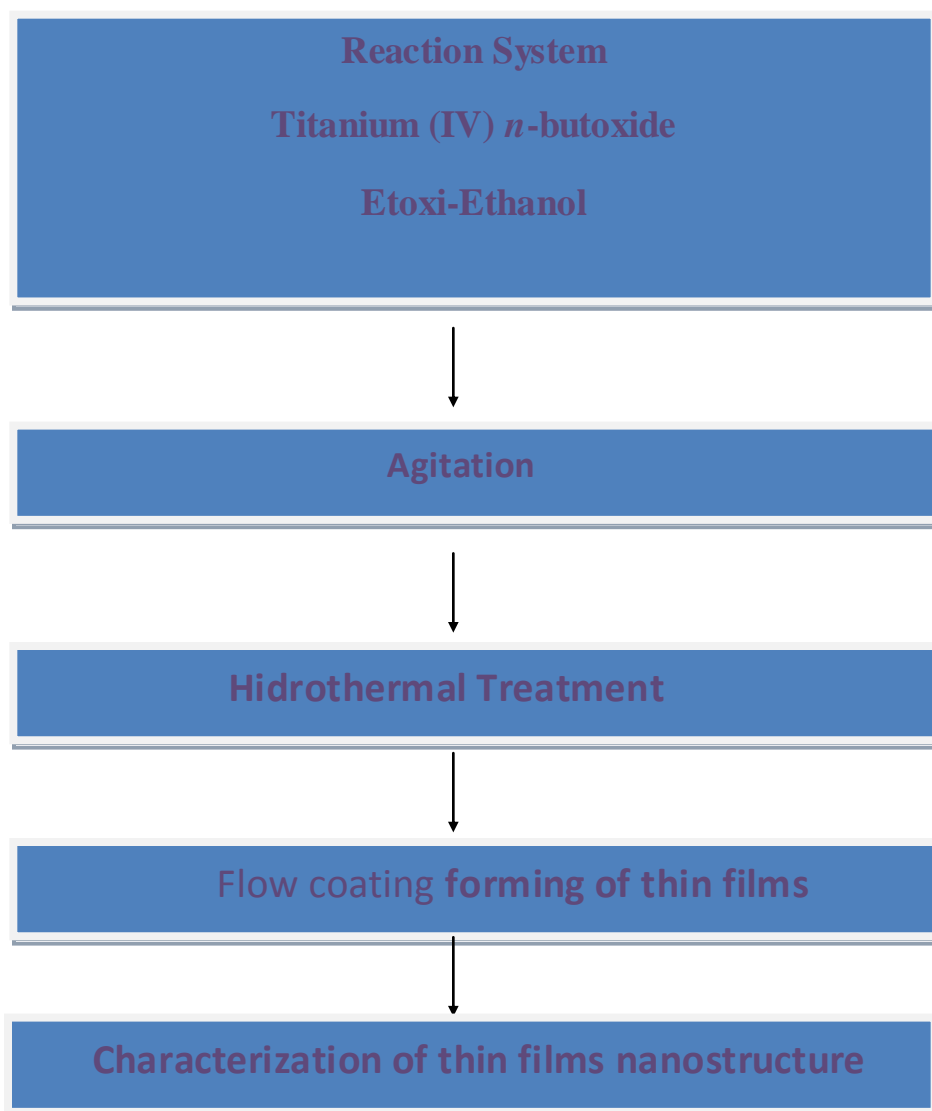 Reaction System
Titanium (IV) n-butoxide
Etoxi-Ethanol
Agitation
Hidrothermal Treatment
Flow coating forming of thin films
Characterization of thin films nanostructure